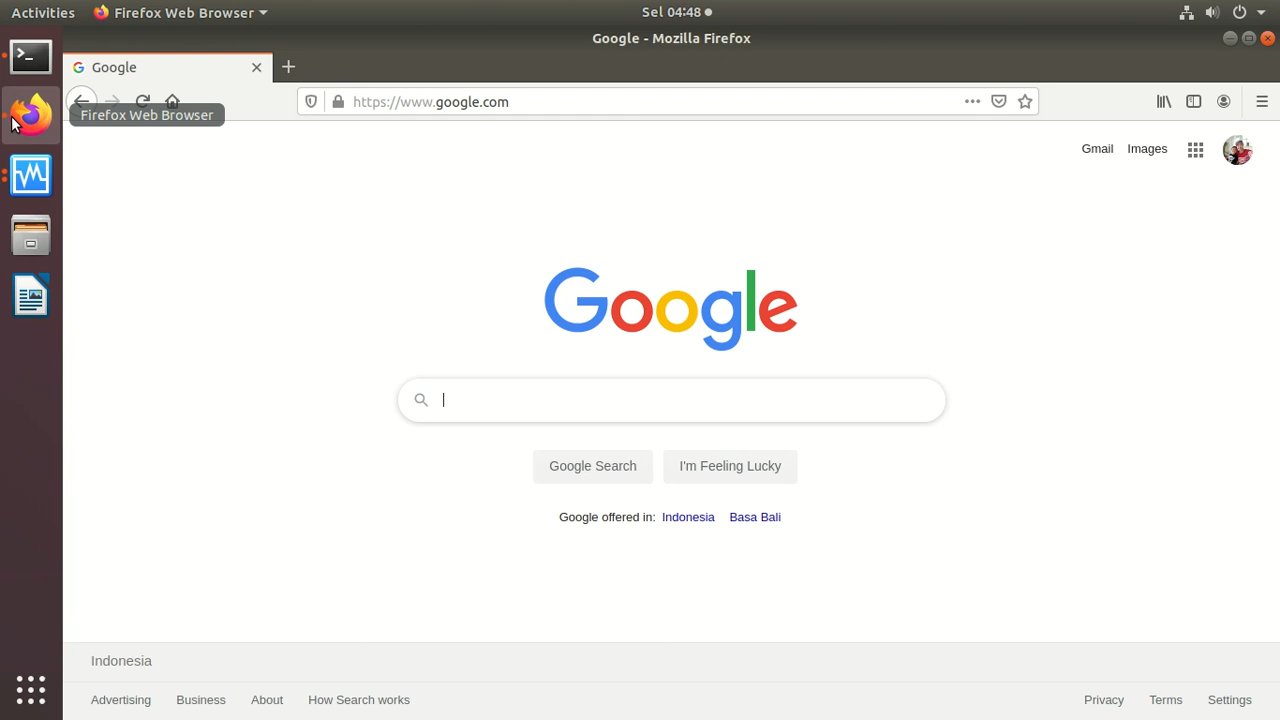 Activities Firefox Web Browser Sel 04:48
Google - Mozilla Firefox
Google
https://www.google.com
Firefox Web Browser
Gmail Images
Google
Google Search I'm Feeling Lucky
Google offered in: Indonesia Basa Bali
Indonesia
Advertising Business About How Search works Privacy Terms Settings